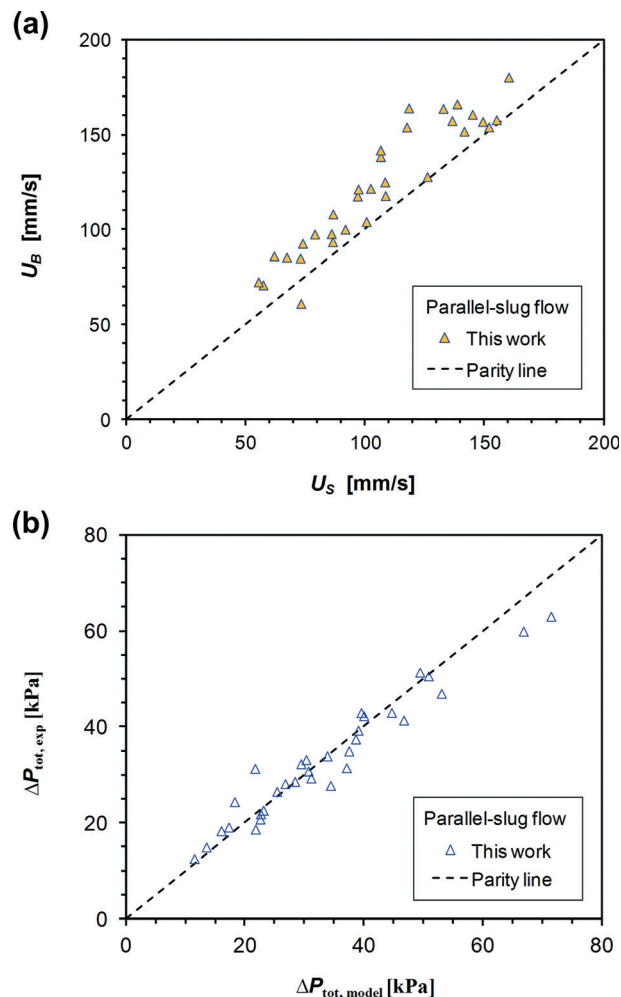 (a)
200
150
100
50
0
U_B [mm/s]
Parallel-slug flow
This work
Parity line
0 50 100 150 200
U_S [mm/s]
(b)
80
60
40
20
0
ΔP_tot, exp [kPa]
Parallel-slug flow
This work
Parity line
0 20 40 60 80
ΔP_tot, model [kPa]